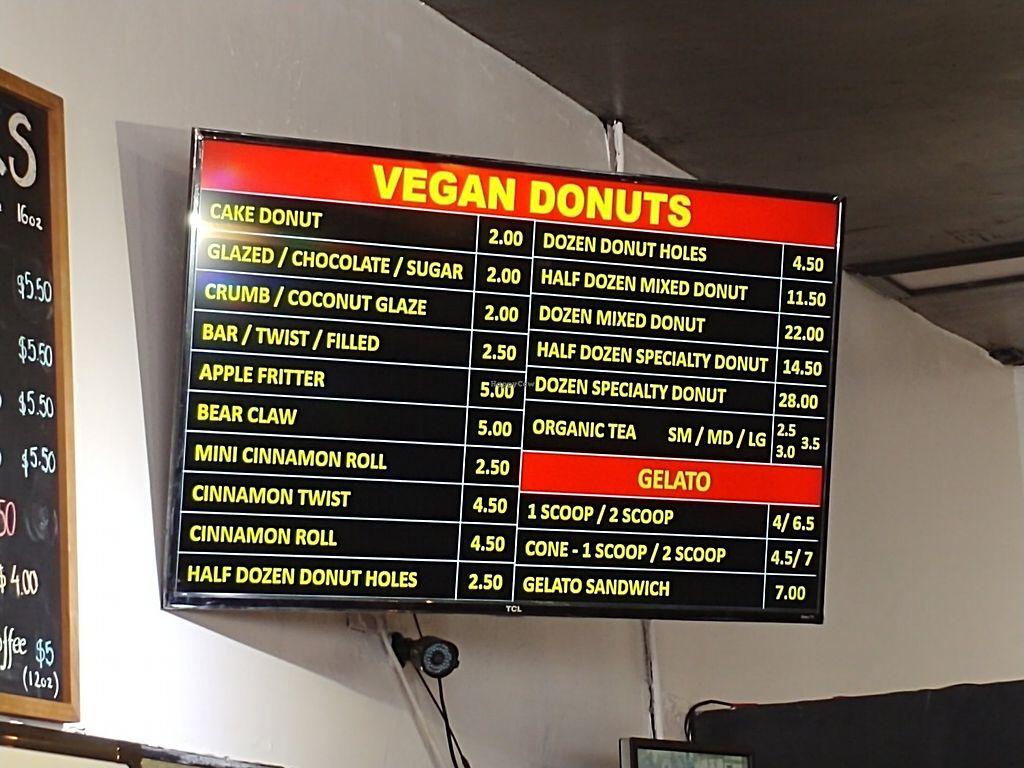 S
16oz
$5.50
$5.50
$5.50
$5.50
50
$4.00
ffee $5
(12oz)
VEGAN DONUTS
CAKE DONUT 2.00
GLAZED / CHOCOLATE / SUGAR 2.00
CRUMB / COCONUT GLAZE 2.00
BAR / TWIST / FILLED 2.50
APPLE FRITTER 5.00
BEAR CLAW 5.00
MINI CINNAMON ROLL 2.50
CINNAMON TWIST 4.50
CINNAMON ROLL 4.50
HALF DOZEN DONUT HOLES 2.50
DOZEN DONUT HOLES 4.50
HALF DOZEN MIXED DONUT 11.50
DOZEN MIXED DONUT 22.00
HALF DOZEN SPECIALTY DONUT 14.50
DOZEN SPECIALTY DONUT 28.00
ORGANIC TEA SM / MD / LG 2.5 3.0 3.5
GELATO
1 SCOOP / 2 SCOOP 4/ 6.5
CONE - 1 SCOOP / 2 SCOOP 4.5/ 7
GELATO SANDWICH 7.00
TCL
HappyCow